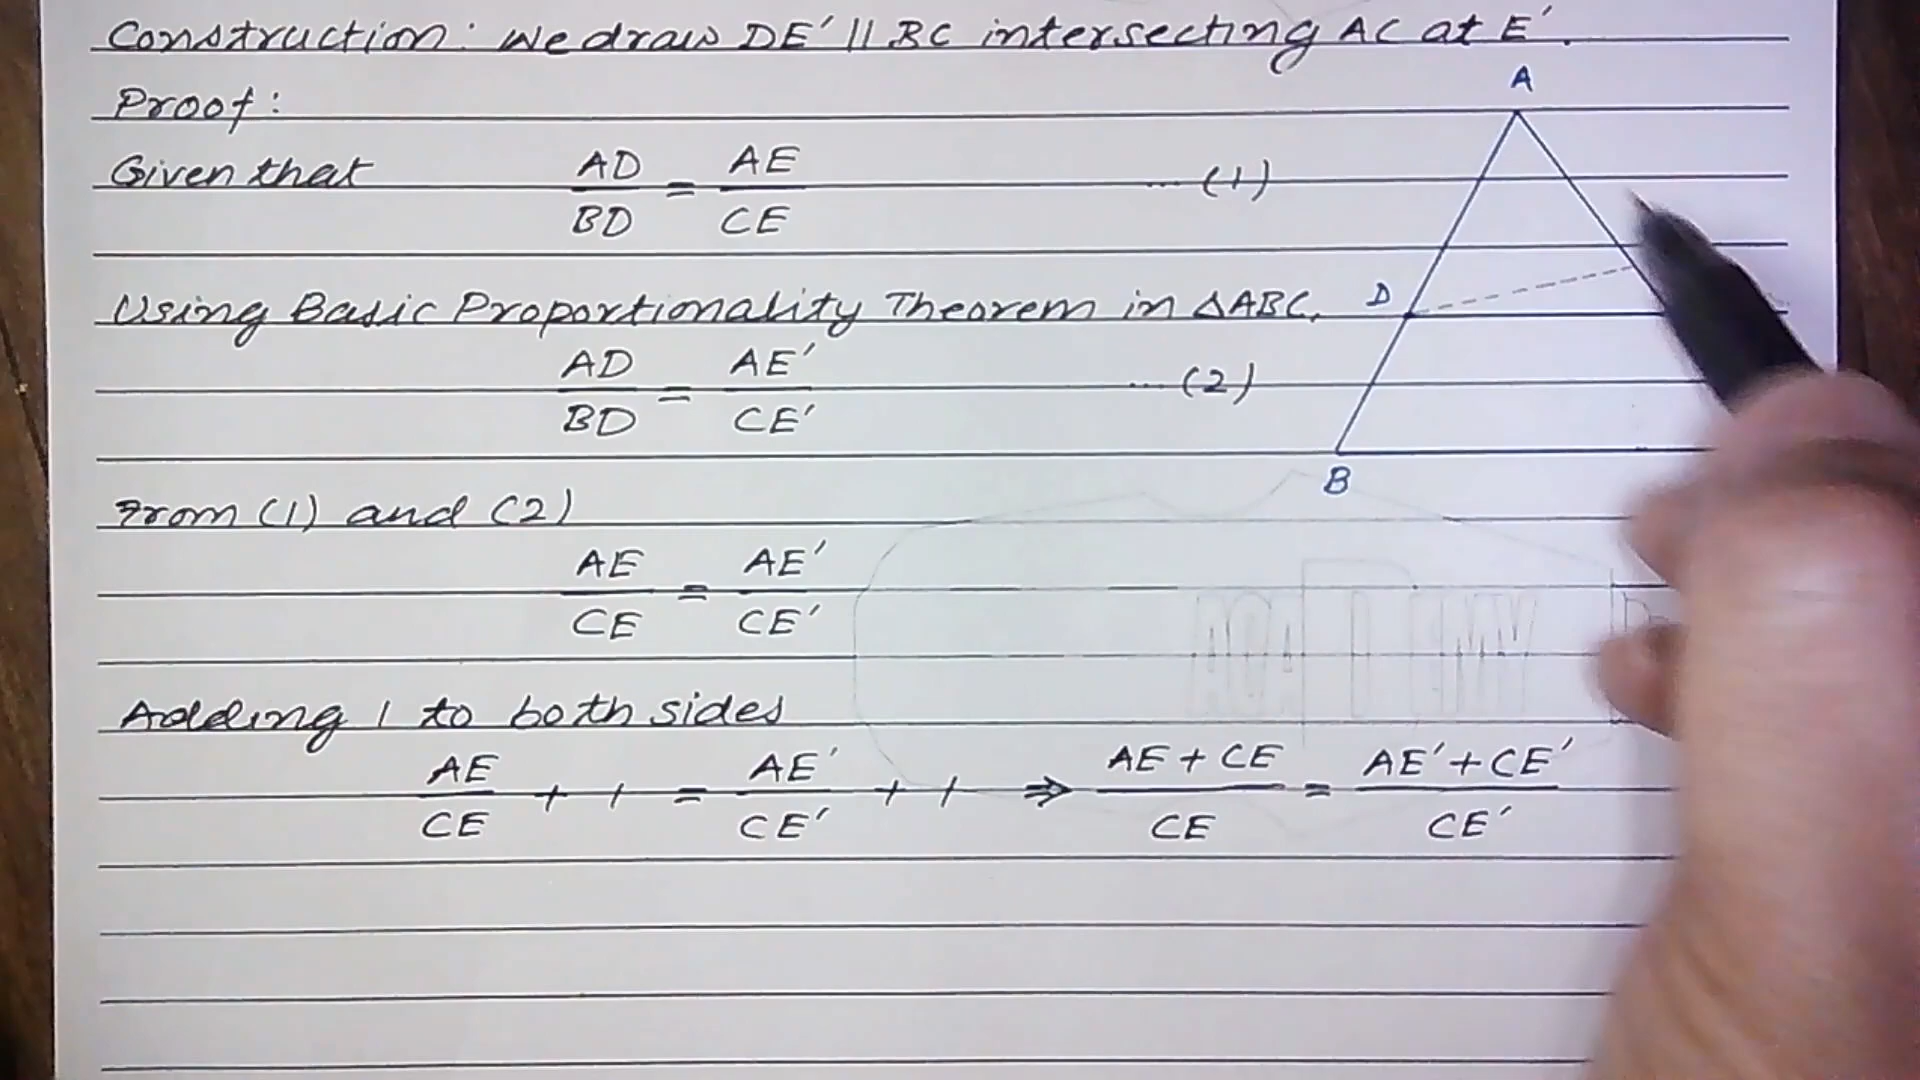 Construction: We draw DE′ || BC intersecting AC at E′.
Proof:
Given that AD/BD = AE/CE ... (1)
Using Basic Proportionality Theorem in ΔABC,
AD/BD = AE′/CE′ ... (2)
From (1) and (2)
AE/CE = AE′/CE′
Adding 1 to both sides
AE/CE + 1 = AE′/CE′ + 1 ⇒ AE + CE/CE = AE′ + CE′/CE′
A
D
B